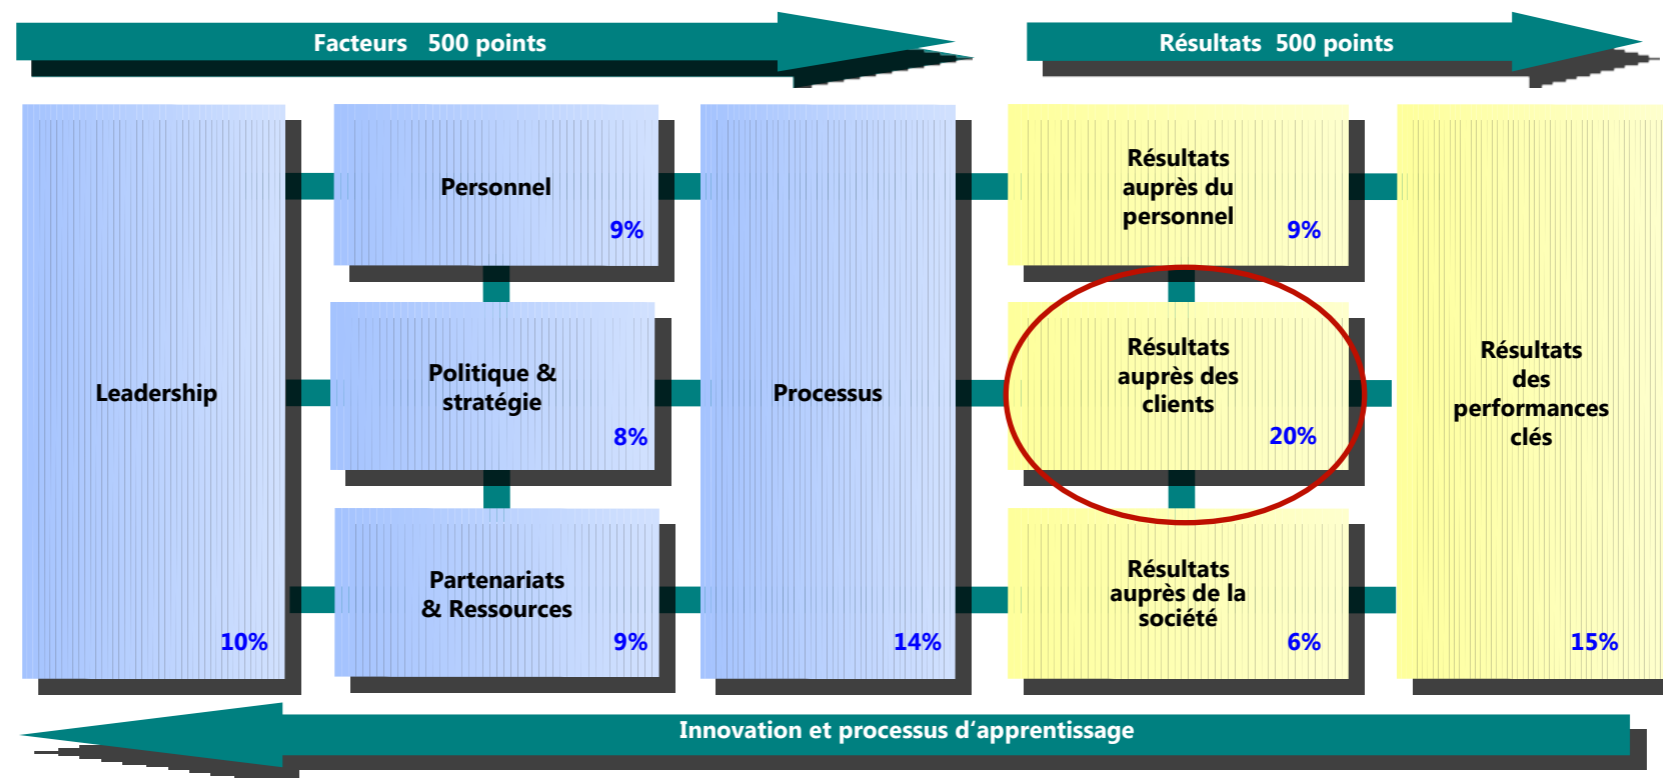 Facteurs 500 points
Résultats 500 points
Leadership
10%
Personnel
9%
Politique &
stratégie
8%
Partenariats
& Ressources
9%
Processus
14%
Résultats
auprès du
personnel
9%
Résultats
auprès des
clients
20%
Résultats
auprès de la
société
6%
Résultats
des
performances
clés
15%
Innovation et processus d‘apprentissage